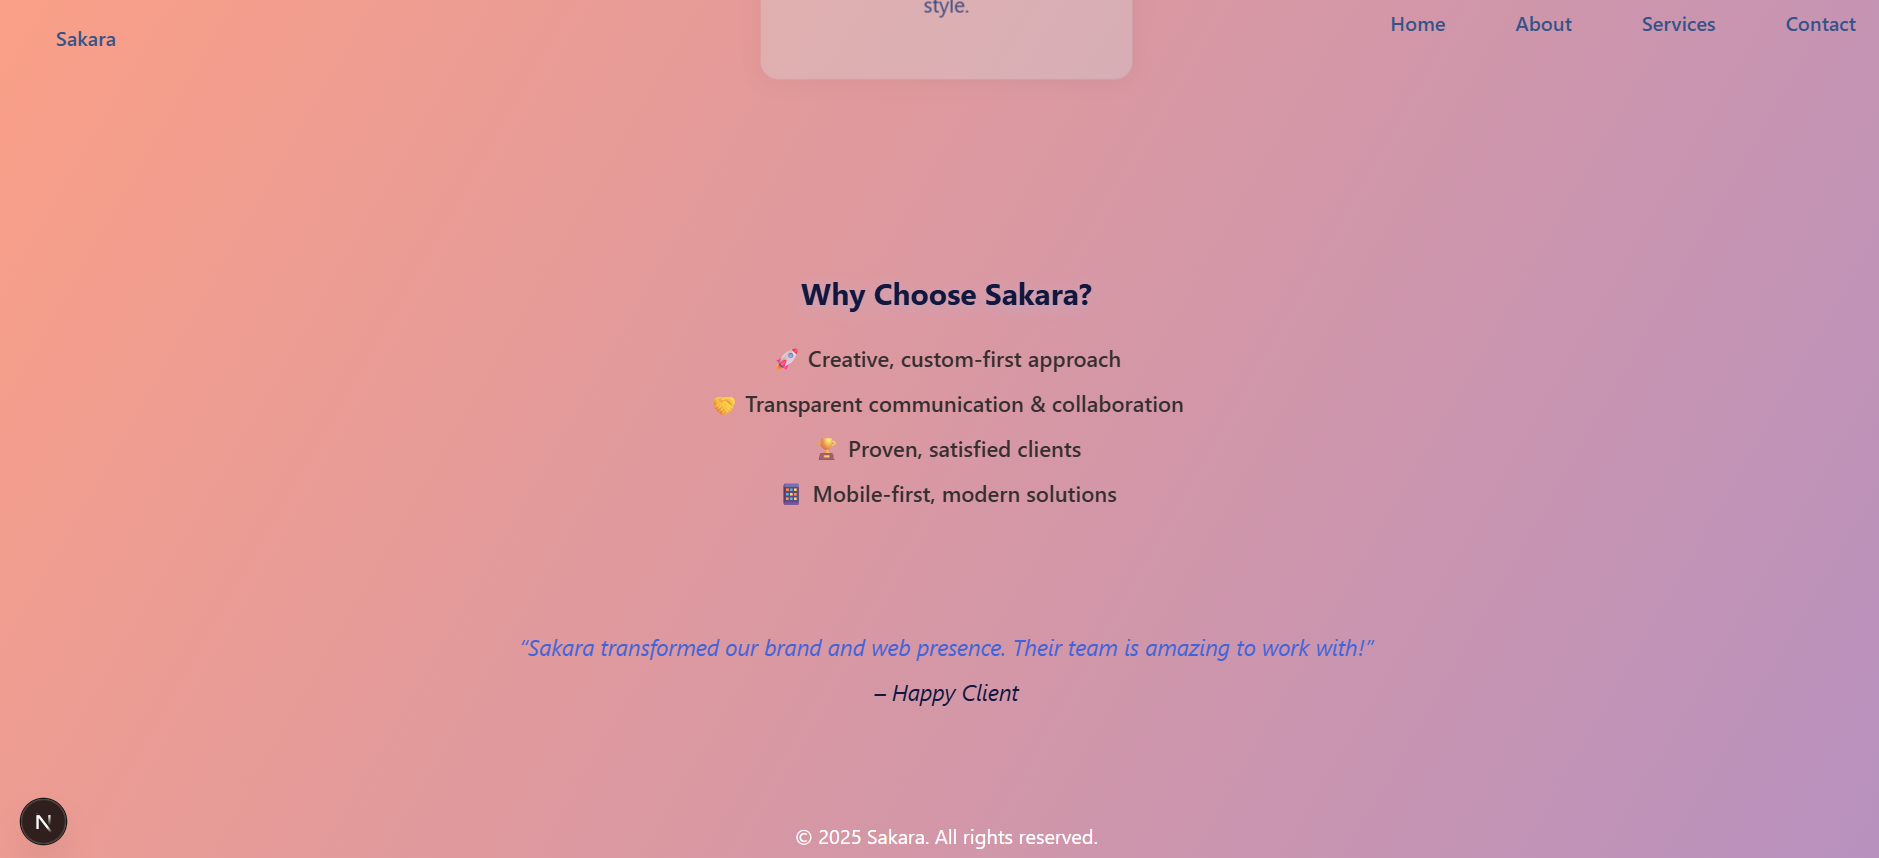 style.
Sakara
Home
About
Services
Contact
Why Choose Sakara?
🚀 Creative, custom-first approach
🤝 Transparent communication & collaboration
🏆 Proven, satisfied clients
📱 Mobile-first, modern solutions
“Sakara transformed our brand and web presence. Their team is amazing to work with!”
– Happy Client
N
© 2025 Sakara. All rights reserved.